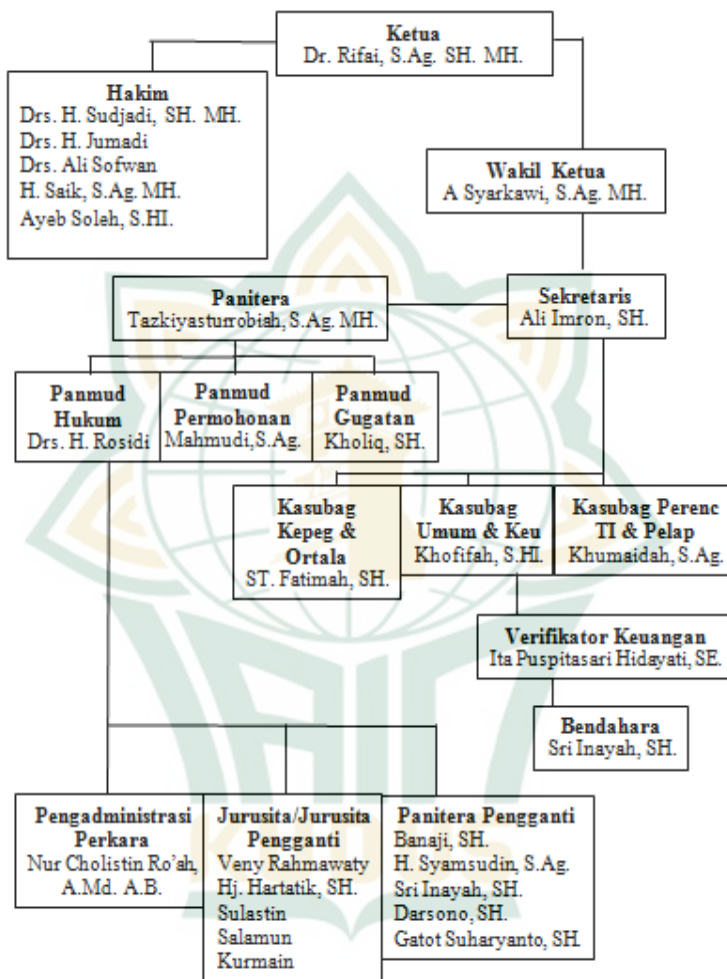 Ketua
Dr. Rifai, S.Ag. SH. MH.
Hakim
Drs. H. Sudjadi, SH. MH.
Drs. H. Jumadi
Drs. Ali Sofwan
H. Saik, S.Ag. MH.
Ayeb Soleh, S.HI.
Wakil Ketua
A Syarkawi, S.Ag. MH.
Panitera
Tazkiyasturrobiah, S.Ag. MH.
Sekretaris
Ali Imron, SH.
Panmud
Hukum
Drs. H. Rosidi
Panmud
Permohonan
Mahmudi,S.Ag.
Panmud
Gugatan
Kholiq, SH.
Kasubag
Kepeg &
Ortala
ST. Fatimah, SH.
Kasubag
Umum & Keu
Khofifah, S.HI.
Kasubag Perenc
TI & Pelap
Khumaidah, S.Ag.
Verifikator Keuangan
Ita Puspitasari Hidayati, SE.
Bendahara
Sri Inayah, SH.
Pengadministrasi
Perkara
Nur Cholistin Ro’ah,
A.Md. A.B.
Jurusita/Jurusita
Pengganti
Veny Rahmawaty
Hj. Hartatik, SH.
Sulastin
Salamun
Kurmain
Panitera Pengganti
Banaji, SH.
H. Syamsudin, S.Ag.
Sri Inayah, SH.
Darsono, SH.
Gatot Suharyanto, SH.
KUDUS